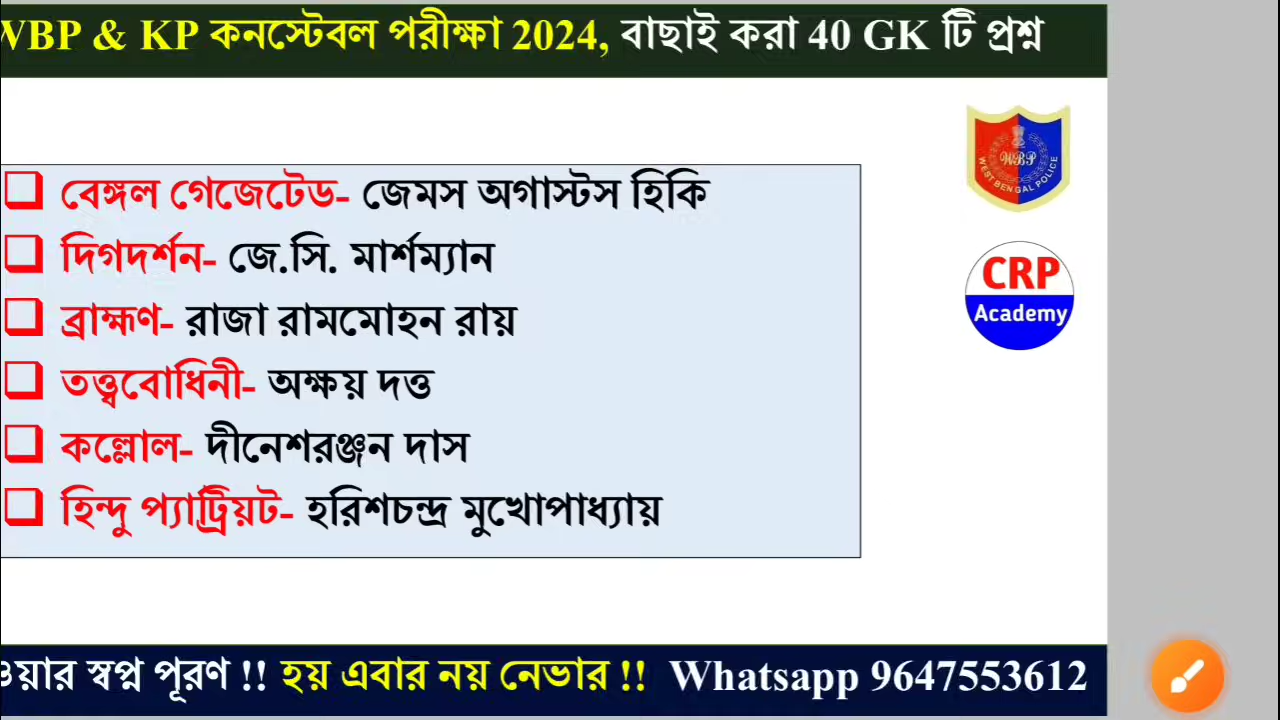 WBP & KP কনস্টেবল পরীক্ষা 2024, বাছাই করা 40 GK টি প্রশ্ন
WBP
WEST BENGAL POLICE
বেঙ্গল গেজেটেড- জেমস অগাস্টস হিকি
দিগদর্শন- জে.সি. মার্শম্যান
ব্রাহ্মণ- রাজা রামমোহন রায়
তত্ত্ববোধিনী- অক্ষয় দত্ত
কল্লোল- দীনেশরঞ্জন দাস
হিন্দু প্যাট্রিয়ট- হরিশচন্দ্র মুখোপাধ্যায়
CRP
Academy
স্বপ্ন পূরণ !! হয় এবার নয় নেভার !! Whatsapp 9647553612